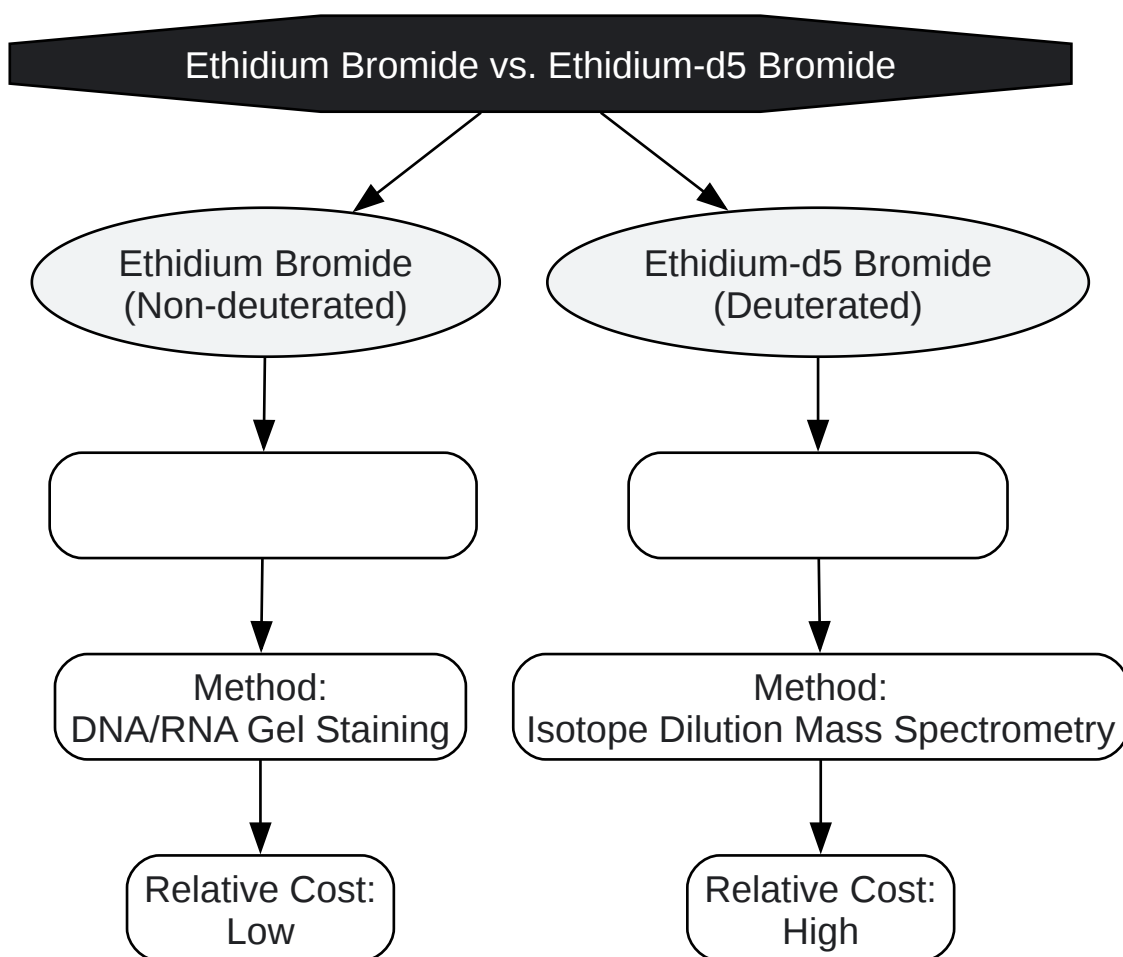 Ethidium Bromide vs. Ethidium-d5 Bromide
Ethidium Bromide
(Non-deuterated)
Ethidium-d5 Bromide
(Deuterated)
Method:
DNA/RNA Gel Staining
Method:
Isotope Dilution Mass Spectrometry
Relative Cost:
Low
Relative Cost:
High